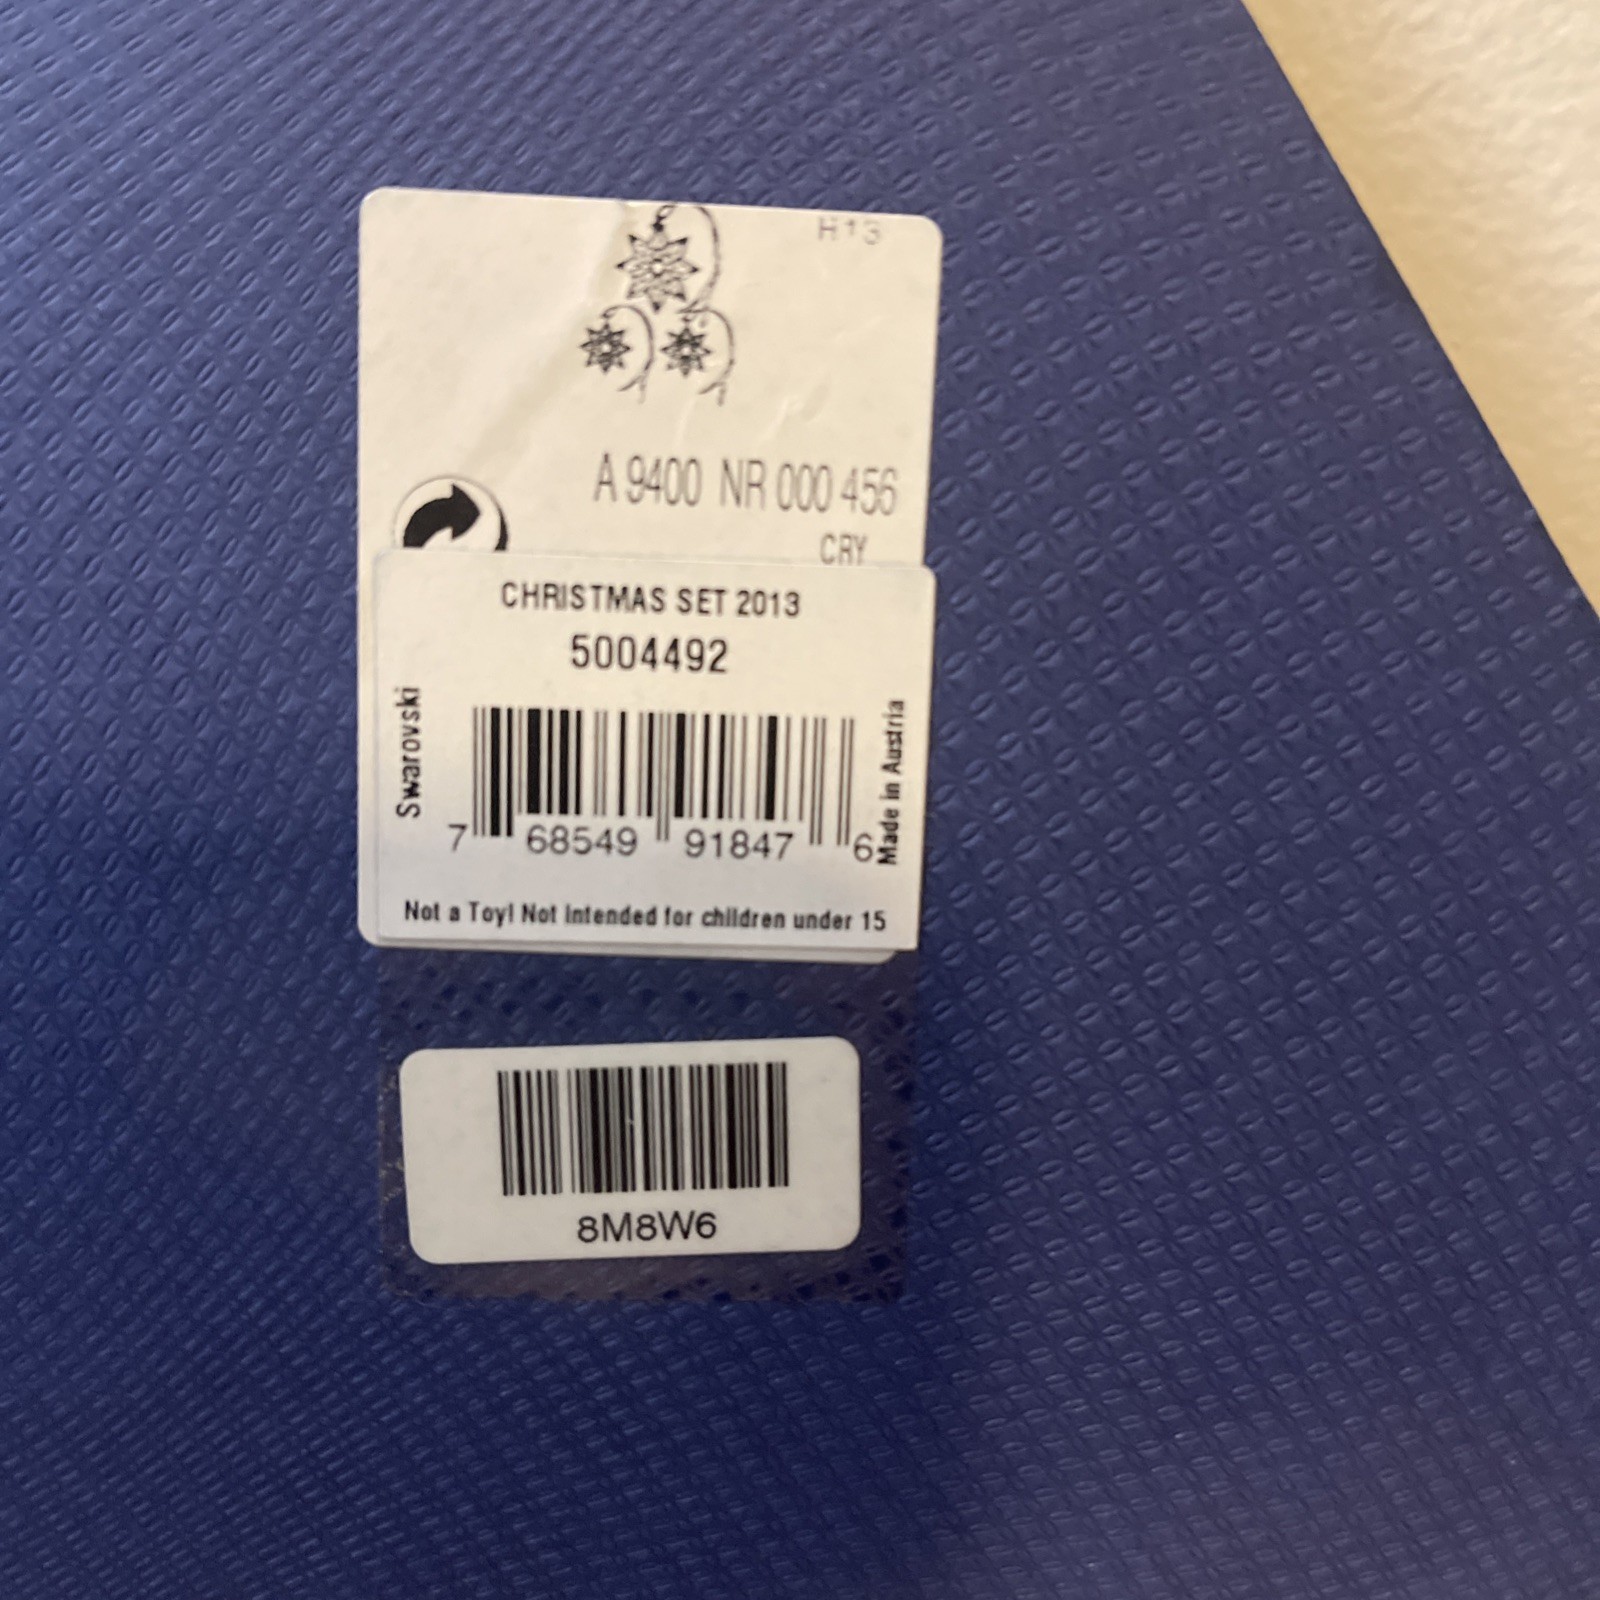 H13
A 9400 NR 000 456
CRY
CHRISTMAS SET 2013
5004492
Swarovski
Made in Austria
7 68549 91847 6
Not a Toy! Not intended for children under 15
8M8W6